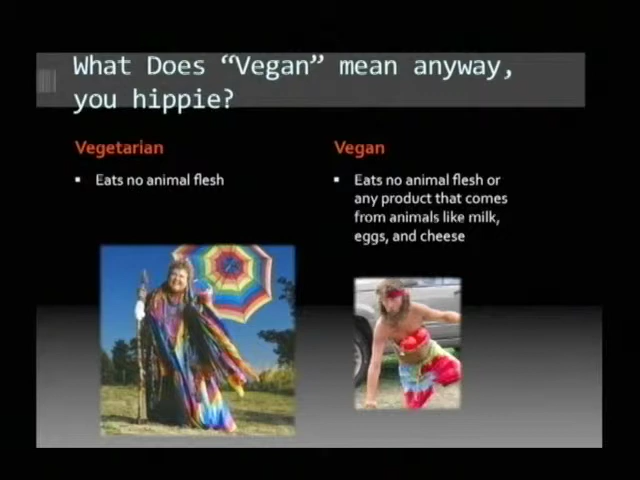 What Does “Vegan” mean anyway,
you hippie?
Vegetarian
▪ Eats no animal flesh
Vegan
▪ Eats no animal flesh or
any product that comes
from animals like milk,
eggs, and cheese